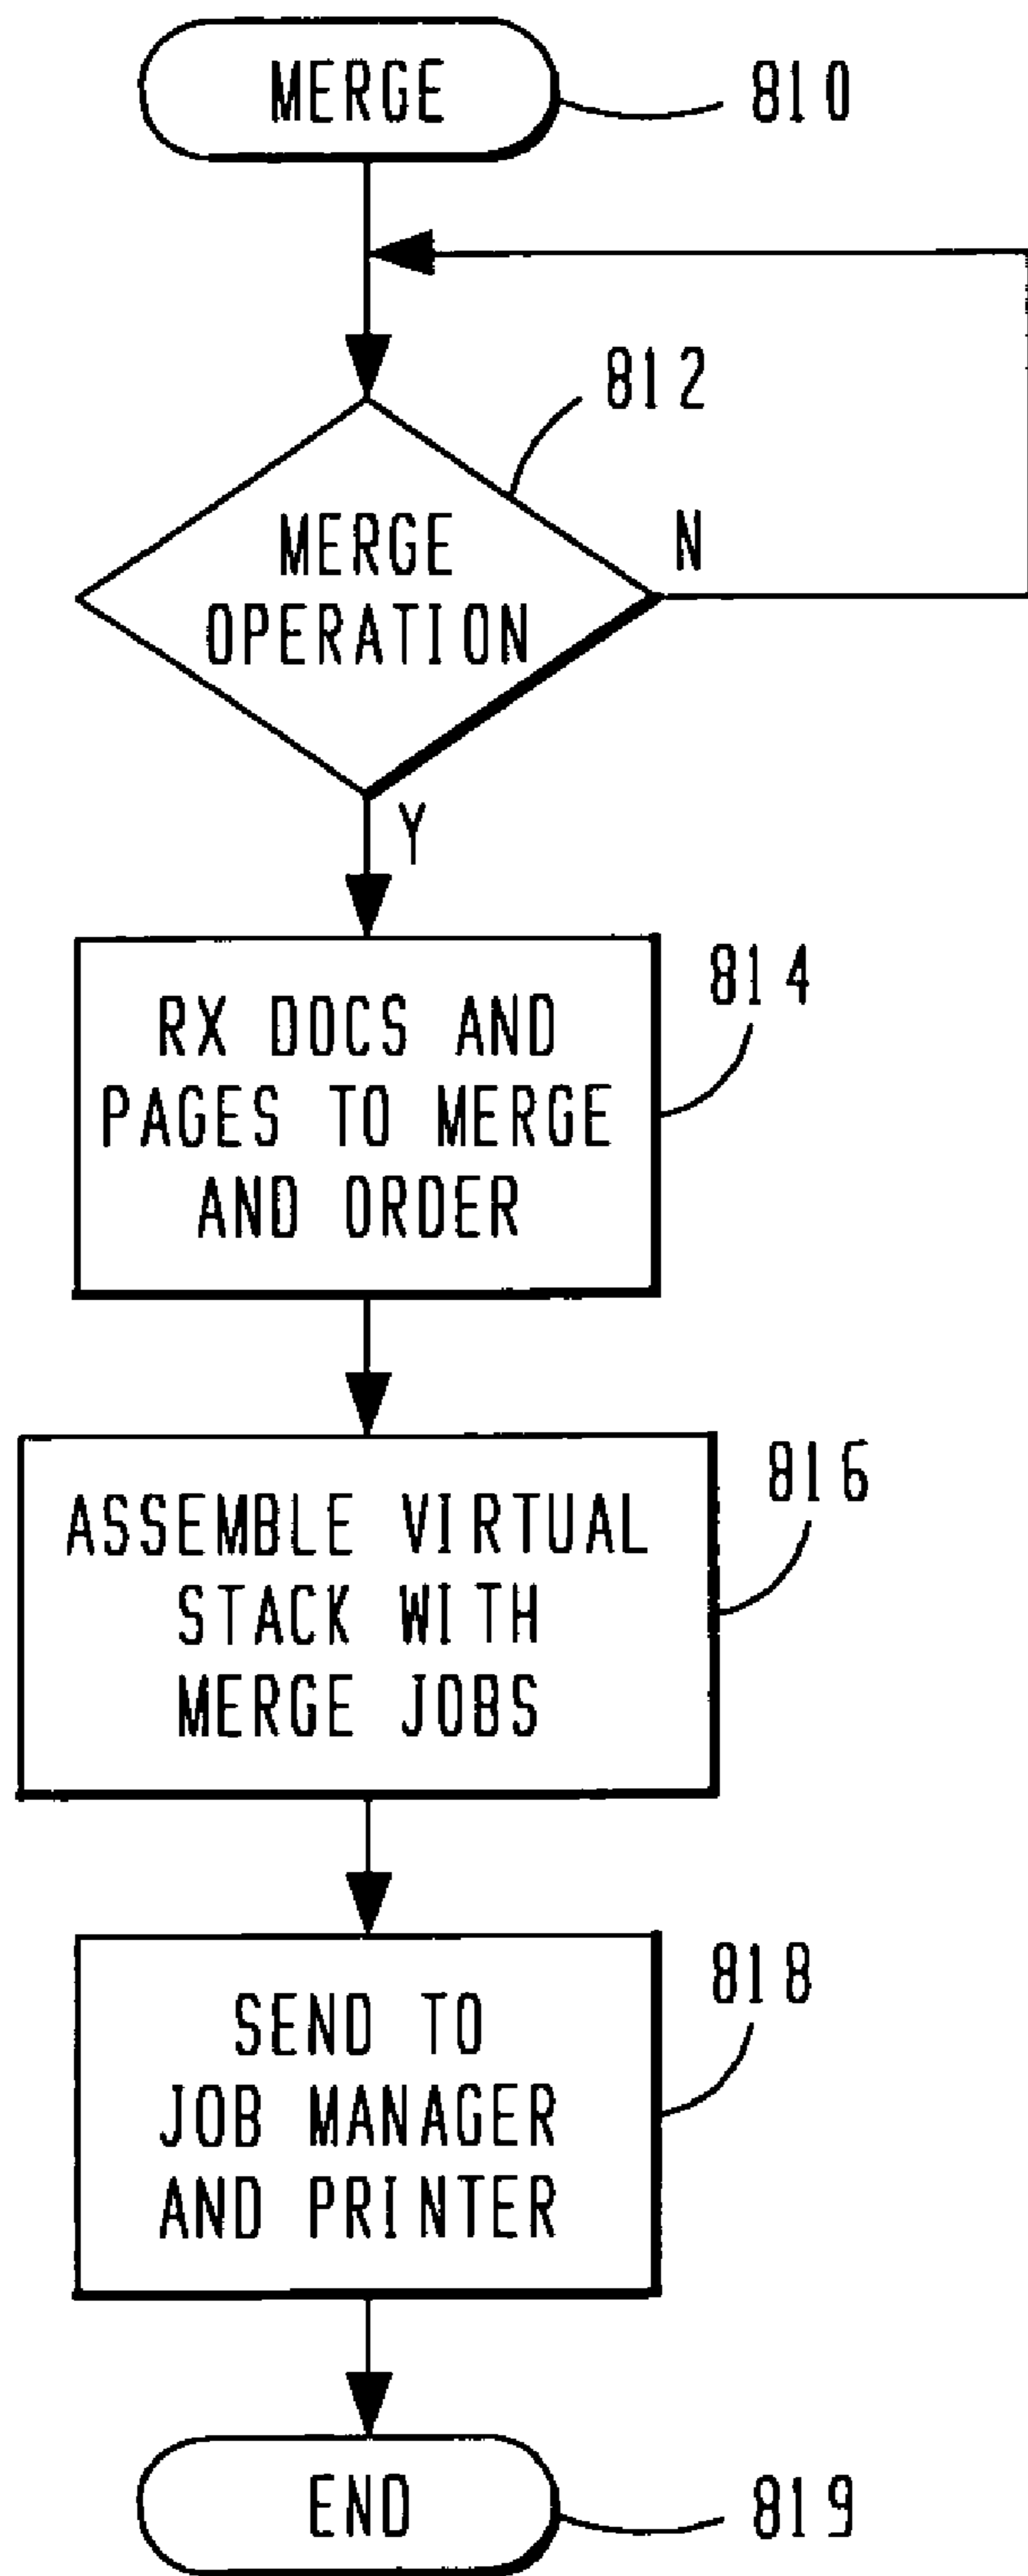 MERGE
810
812
MERGE
OPERATION
N
Y
RX DOCS AND
PAGES TO MERGE
AND ORDER
814
ASSEMBLE VIRTUAL
STACK WITH
MERGE JOBS
816
SEND TO
JOB MANAGER
AND PRINTER
818
END
819